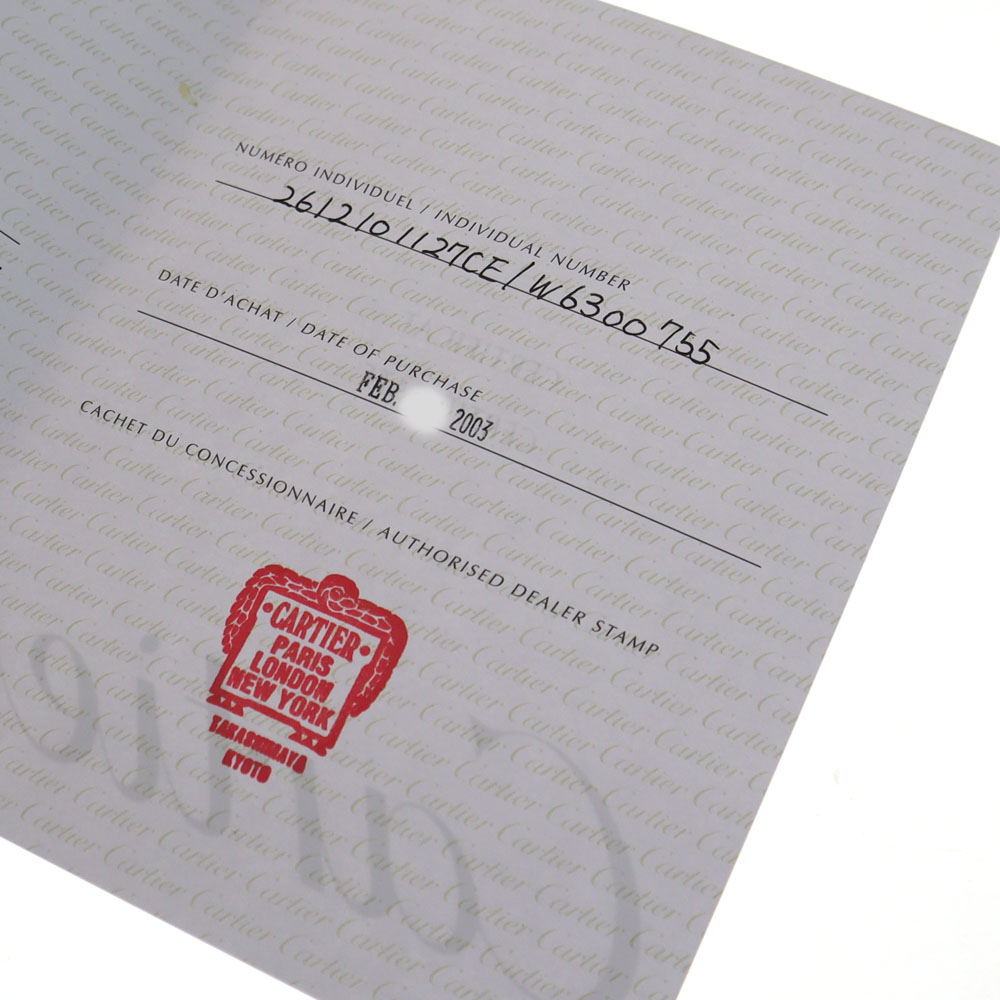 NUMÉRO INDIVIDUEL / INDIVIDUAL NUMBER
2612101127CE/W6300755
DATE D'ACHAT / DATE OF PURCHASE
FEB. 2003
CACHET DU CONCESSIONNAIRE / AUTHORISED DEALER STAMP
•CARTIER•
PARIS
LONDON
NEW YORK
TAKASHIMAYA
KYOTO
Cartier